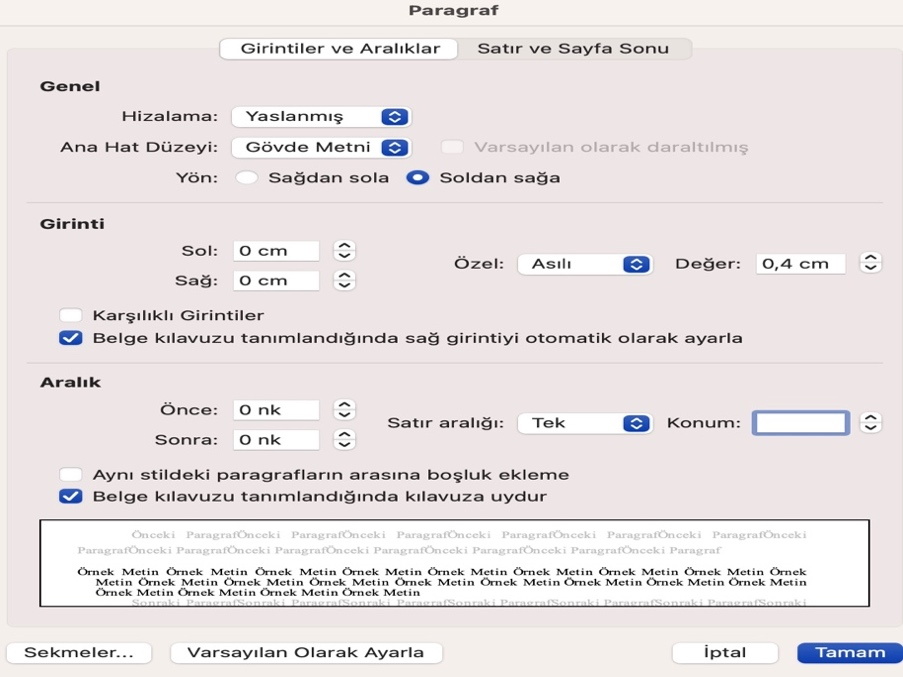 Paragraf
Girintiler ve Aralıklar Satır ve Sayfa Sonu
Genel
Hizalama: Yaslanmış
Ana Hat Düzeyi: Gövde Metni Varsayılan olarak daraltılmış
Yön: Sağdan sola Soldan sağa
Girinti
Sol: 0 cm
Özel: Asılı Değer: 0,4 cm
Sağ: 0 cm
Karşılıklı Girintiler
Belge kılavuzu tanımlandığında sağ girintiyi otomatik olarak ayarla
Aralık
Önce: 0 nk
Satır aralığı: Tek Konum:
Sonra: 0 nk
Aynı stildeki paragrafların arasına boşluk ekleme
Belge kılavuzu tanımlandığında kılavuza uydur
Önceki ParagrafÖnceki ParagrafÖnceki ParagrafÖnceki ParagrafÖnceki ParagrafÖnceki ParagrafÖnceki
ParagrafÖnceki ParagrafÖnceki ParagrafÖnceki ParagrafÖnceki ParagrafÖnceki ParagrafÖnceki Paragraf
Örnek Metin Örnek Metin Örnek Metin Örnek Metin Örnek Metin Örnek Metin Örnek Metin Örnek Metin Örnek
Metin Örnek Metin Örnek Metin Örnek Metin Örnek Metin Örnek Metin Örnek Metin Örnek Metin Örnek Metin
Örnek Metin Örnek Metin Örnek Metin Örnek Metin
Sonraki ParagrafSonraki ParagrafSonraki ParagrafSonraki ParagrafSonraki ParagrafSonraki ParagrafSonraki
Sekmeler... Varsayılan Olarak Ayarla İptal Tamam